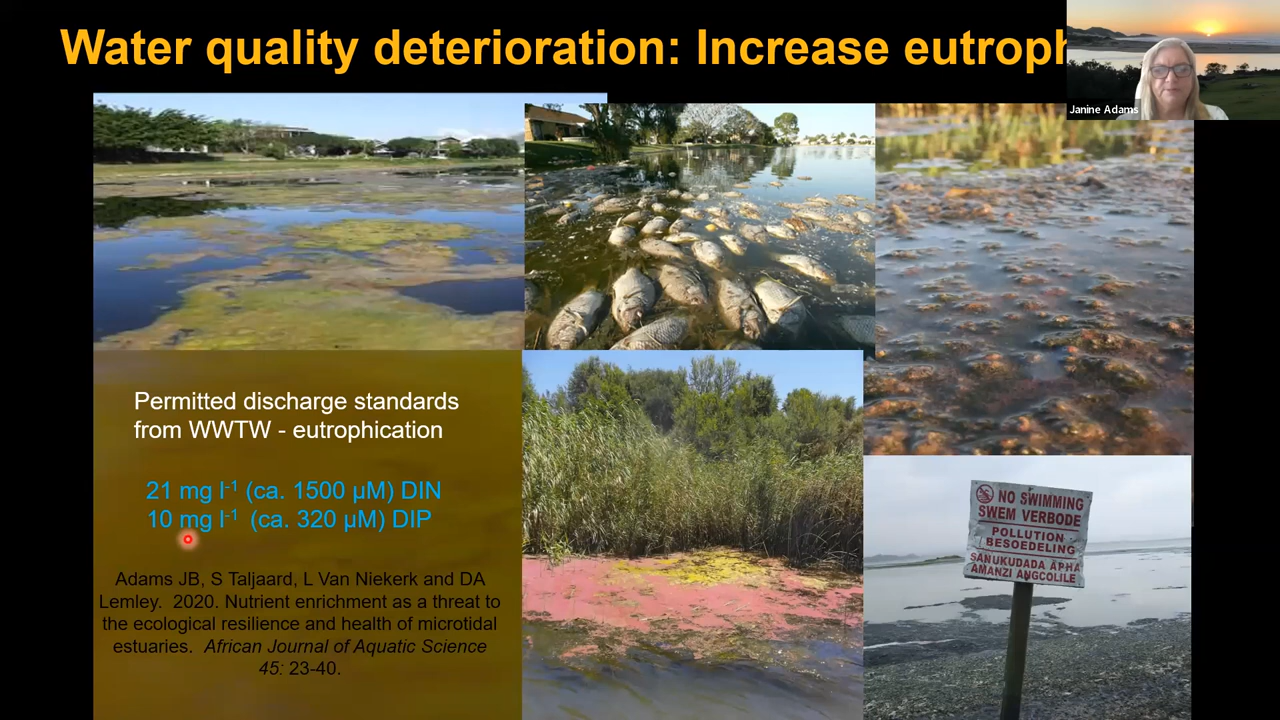 Water quality deterioration: Increase eutroph
Janine Adams
Permitted discharge standards
from WWTW - eutrophication
21 mg l-1 (ca. 1500 µM) DIN
10 mg l-1 (ca. 320 µM) DIP
Adams JB, S Taljaard, L Van Niekerk and DA
Lemley. 2020. Nutrient enrichment as a threat to
the ecological resilience and health of microtidal
estuaries. African Journal of Aquatic Science
45: 23-40.
NO SWIMMING
SWEM VERBODE
POLLUTION
BESOEDELING
SANUKUDADA APHA
AMANZI ANGCOLILE